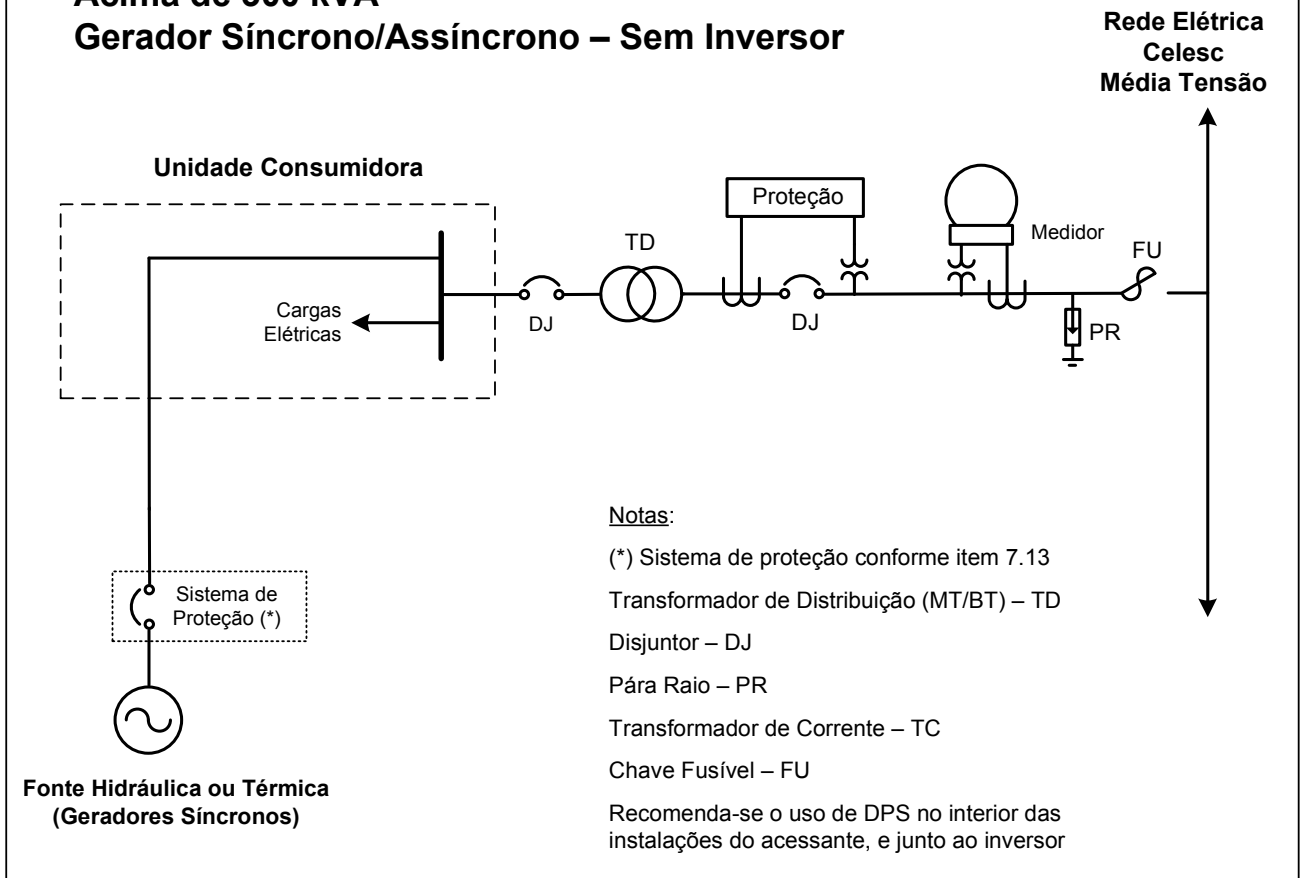 Gerador Síncrono/Assíncrono – Sem Inversor
Rede Elétrica
Celesc
Média Tensão
Unidade Consumidora
Proteção
Medidor
TD
FU
Cargas
Elétricas
DJ
DJ
PR
Sistema de
Proteção (*)
Fonte Hidráulica ou Térmica
(Geradores Síncronos)
Notas:
(*) Sistema de proteção conforme item 7.13
Transformador de Distribuição (MT/BT) – TD
Disjuntor – DJ
Pára Raio – PR
Transformador de Corrente – TC
Chave Fusível – FU
Recomenda-se o uso de DPS no interior das
instalações do acessante, e junto ao inversor